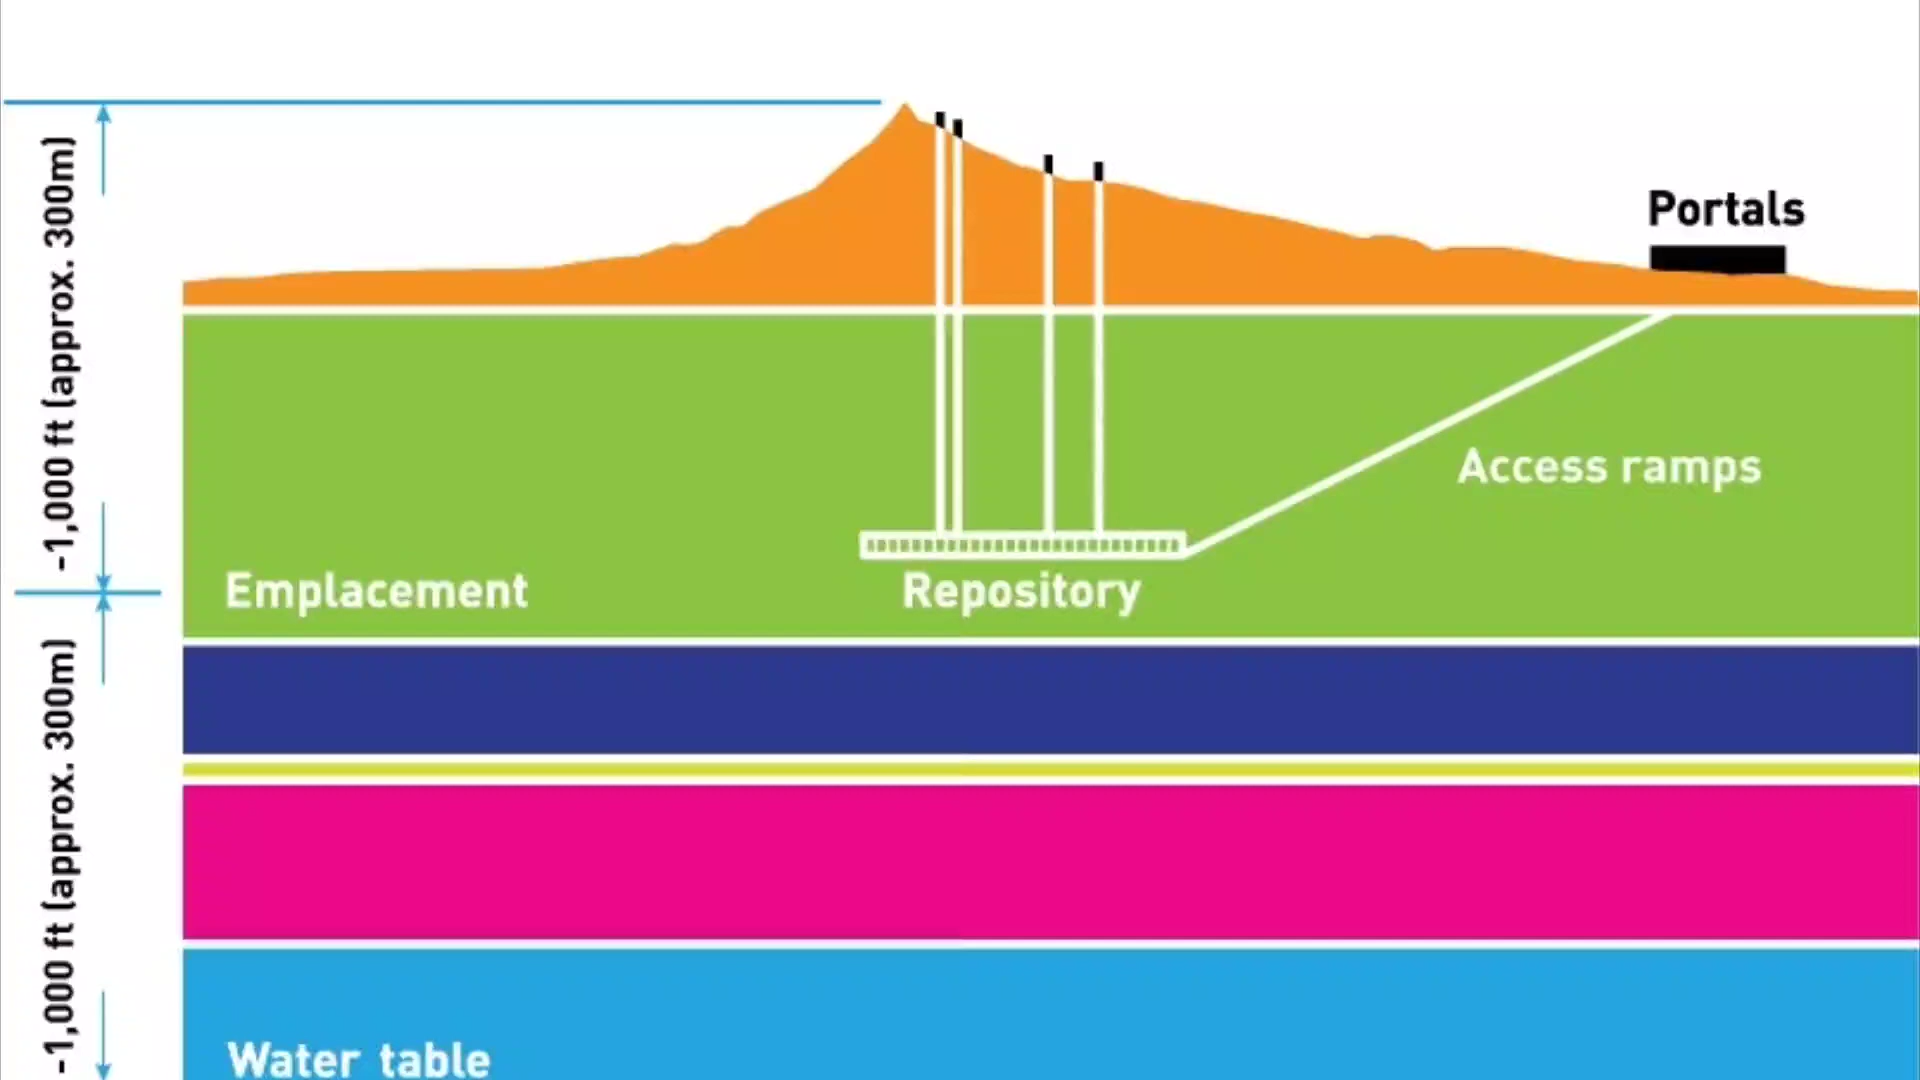 -1,000 ft (approx. 300m)
Portals
Access ramps
Emplacement
Repository
-1,000 ft (approx. 300m)
Water table